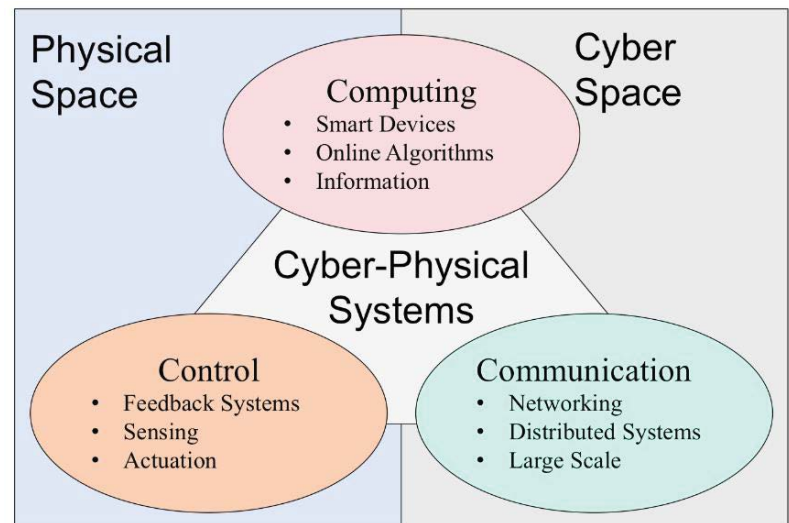 Physical
Space
Cyber
Space
Computing
• Smart Devices
• Online Algorithms
• Information
Cyber-Physical
Systems
Control
• Feedback Systems
• Sensing
• Actuation
Communication
• Networking
• Distributed Systems
• Large Scale